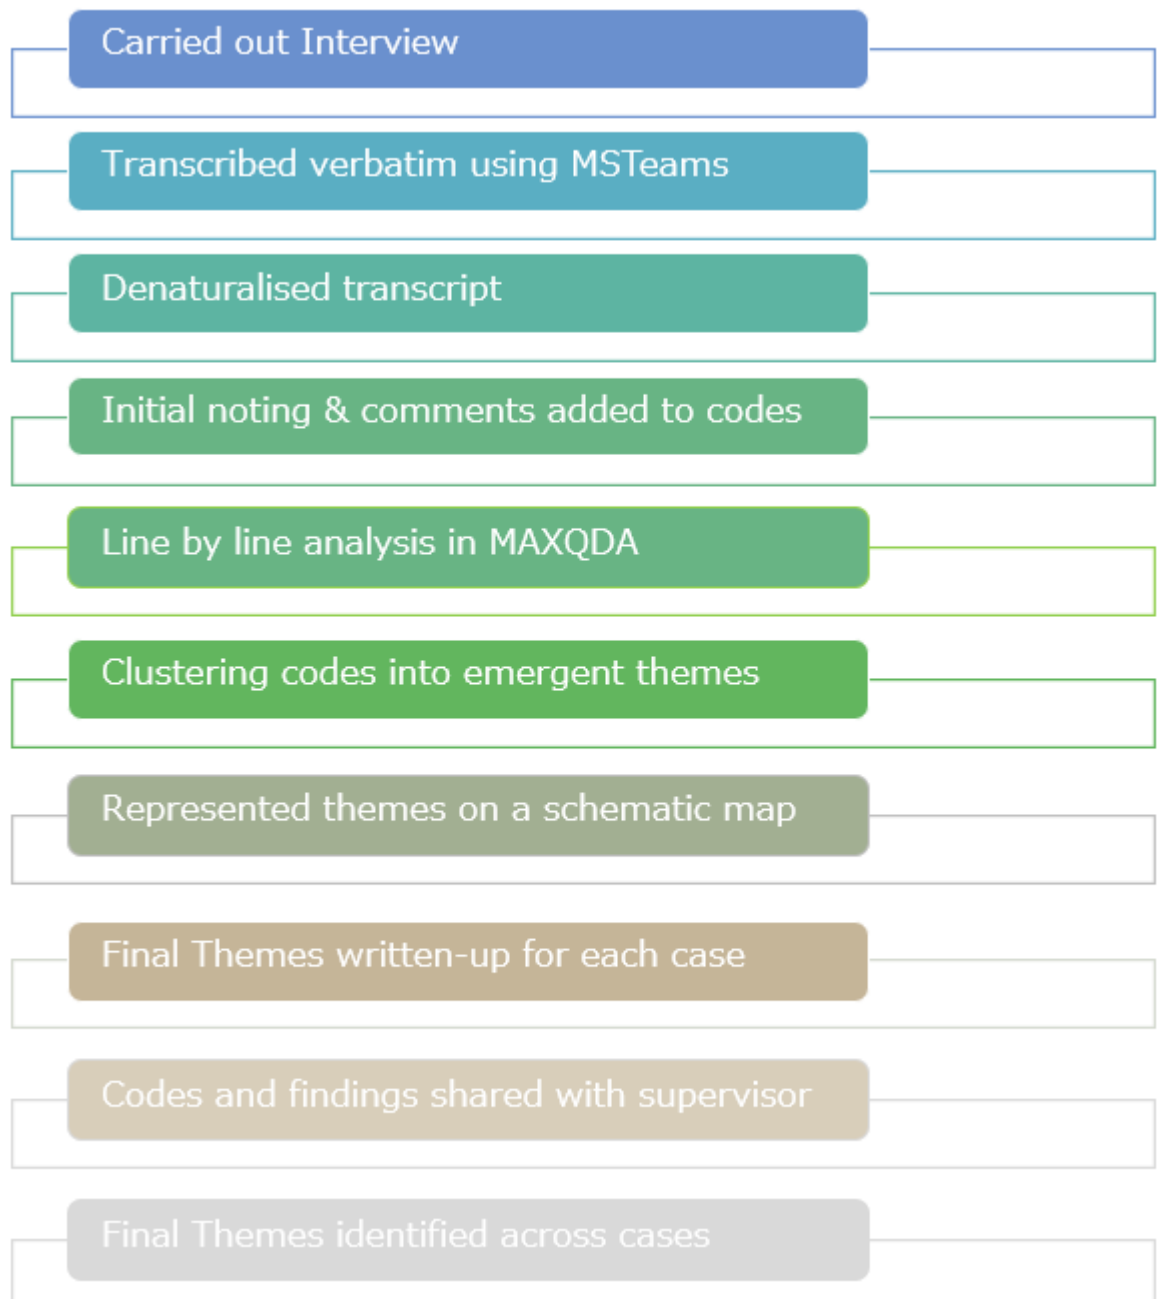 Carried out Interview
Transcribed verbatim using MSTeams
Denaturalised transcript
Initial noting & comments added to codes
Line by line analysis in MAXQDA
Clustering codes into emergent themes
Represented themes on a schematic map
Final Themes written-up for each case
Codes and findings shared with supervisor
Final Themes identified across cases